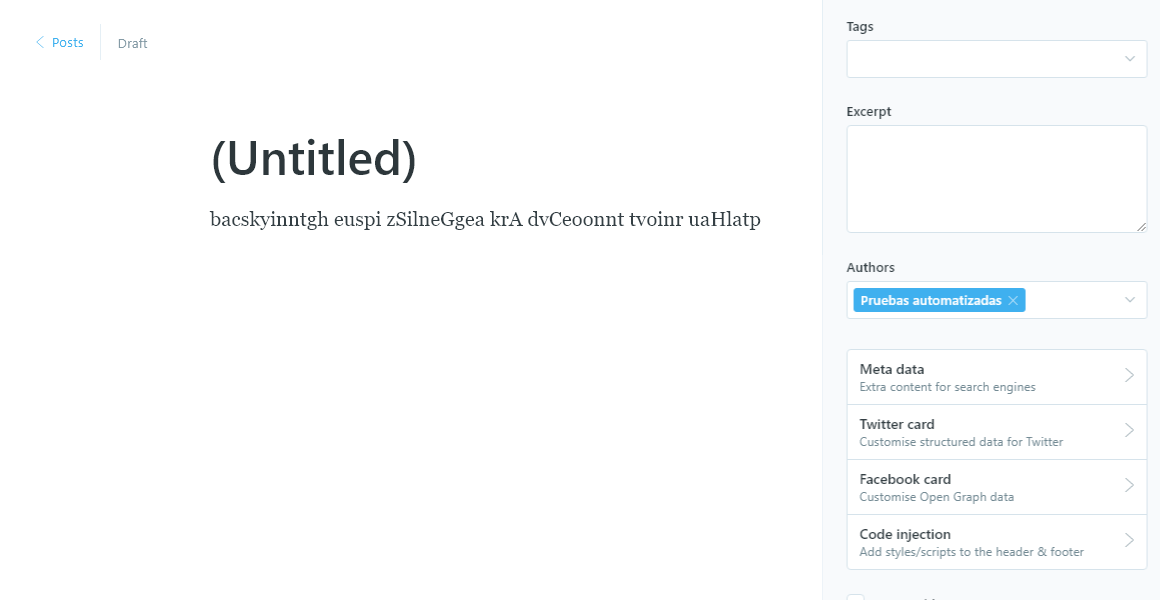 Posts
Draft
(Untitled)
bacskyinntgh euspi zSilneGgea krA dvCeoonnt tvoinr uaHlatp
Tags
Excerpt
Authors
Pruebas automatizadas
Meta data
Extra content for search engines
Twitter card
Customise structured data for Twitter
Facebook card
Customise Open Graph data
Code injection
Add styles/scripts to the header & footer